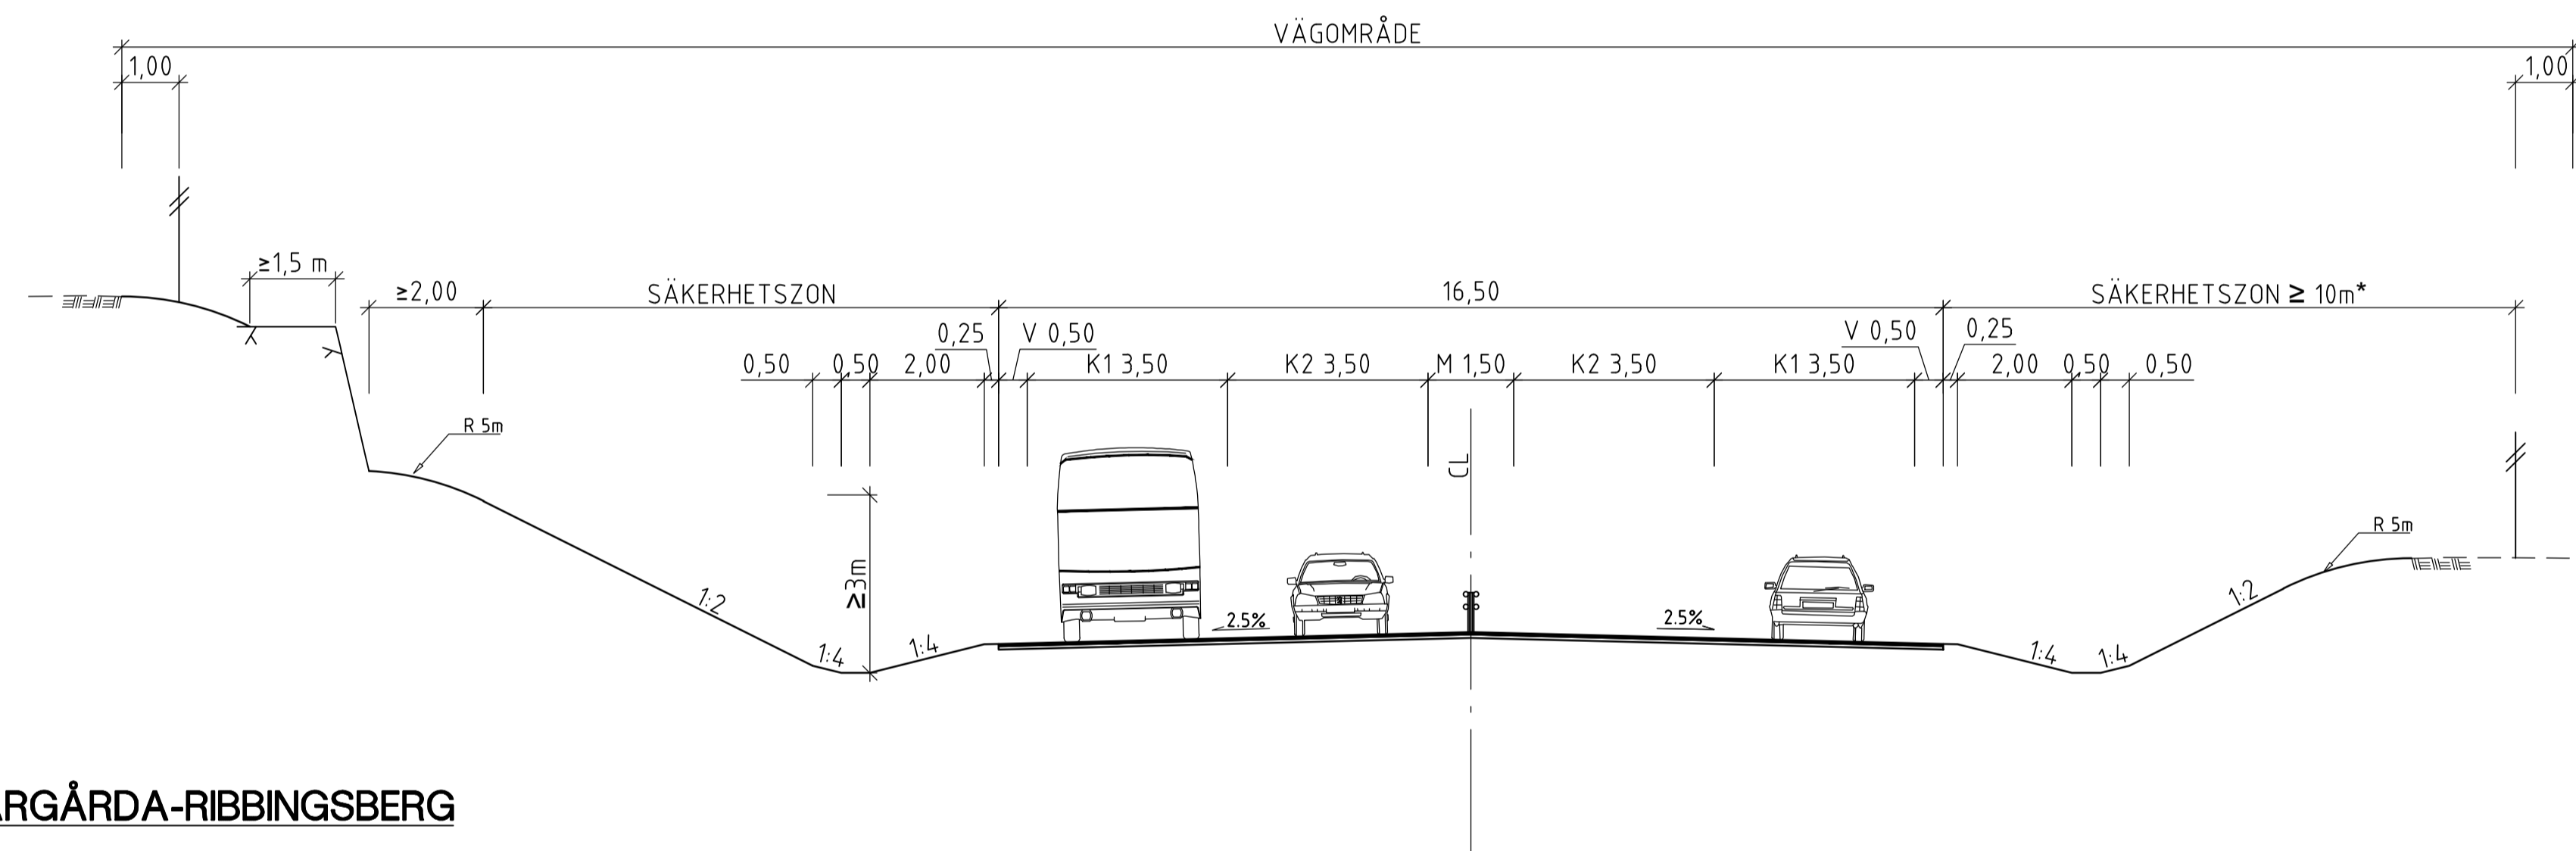 VÄGOMRÅDE
1,00
1,00
≥1,5 m
≥2,00
SÄKERHETSZON
16,50
SÄKERHETSZON ≥ 10m*
0,25
V 0,50
V 0,50
0,25
0,50
0,50
2,00
K1 3,50
K2 3,50
M 1,50
K2 3,50
K1 3,50
2,00
0,50
0,50
R 5m
CL
R 5m
≥3m
1:2
1:4
1:4
2.5%
2.5%
1:4
1:4
1:2
ÅRGÅRDA-RIBBINGSBERG